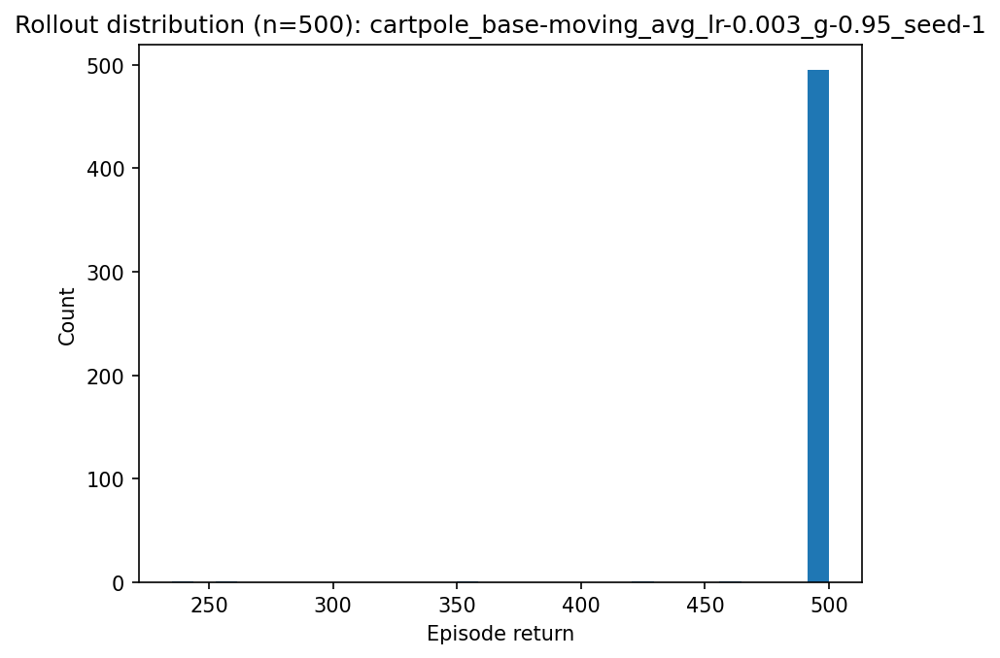 Rollout distribution (n=500): cartpole_base-moving_avg_lr-0.003_g-0.95_seed-1
500
400
300
200
100
0
Count
250 300 350 400 450 500
Episode return